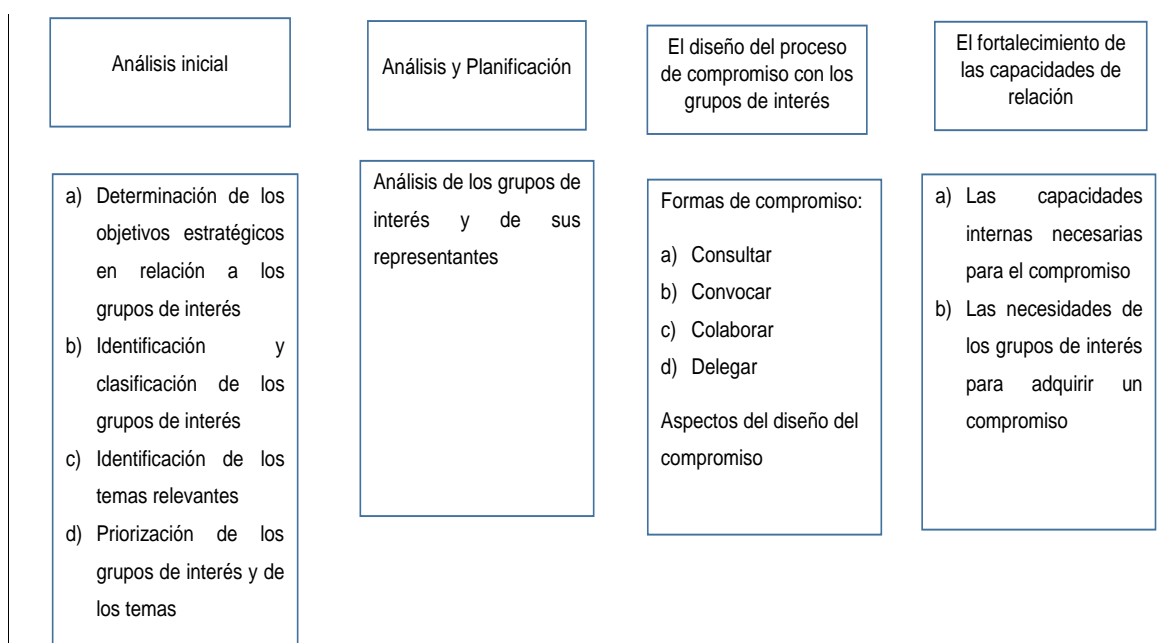 Análisis inicial
Análisis y Planificación
El diseño del proceso
de compromiso con los
grupos de interés
El fortalecimiento de
las capacidades de
relación
a) Determinación de los
objetivos estratégicos
en relación a los
grupos de interés
b) Identificación y
clasificación de los
grupos de interés
c) Identificación de los
temas relevantes
d) Priorización de los
grupos de interés y de
los temas
Análisis de los grupos de
interés y de sus
representantes
Formas de compromiso:
a) Consultar
b) Convocar
c) Colaborar
d) Delegar
Aspectos del diseño del
compromiso
a) Las capacidades
internas necesarias
para el compromiso
b) Las necesidades de
los grupos de interés
para adquirir un
compromiso